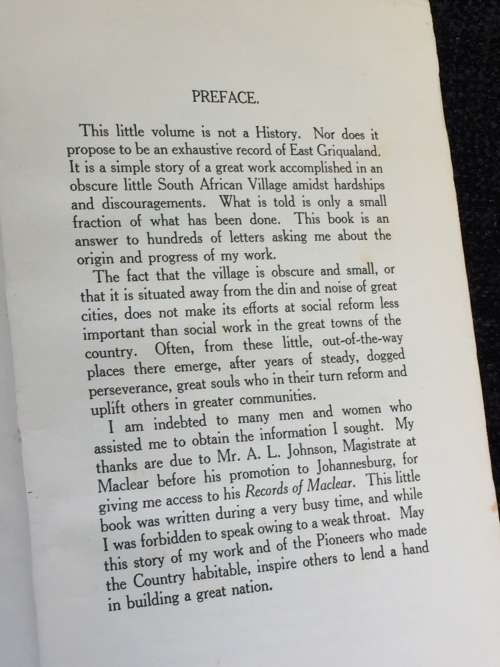 PREFACE.
This little volume is not a History. Nor does it
propose to be an exhaustive record of East Griqualand.
It is a simple story of a great work accomplished in an
obscure little South African Village amidst hardships
and discouragements. What is told is only a small
fraction of what has been done. This book is an
answer to hundreds of letters asking me about the
origin and progress of my work.
The fact that the village is obscure and small, or
that it is situated away from the din and noise of great
cities, does not make its efforts at social reform less
important than social work in the great towns of the
country. Often, from these little, out-of-the-way
places there emerge, after years of steady, dogged
perseverance, great souls who in their turn reform and
uplift others in greater communities.
I am indebted to many men and women who
assisted me to obtain the information I sought. My
thanks are due to Mr. A. L. Johnson, Magistrate at
Maclear before his promotion to Johannesburg, for
giving me access to his Records of Maclear. This little
book was written during a very busy time, and while
I was forbidden to speak owing to a weak throat. May
this story of my work and of the Pioneers who made
the Country habitable, inspire others to lend a hand
in building a great nation.